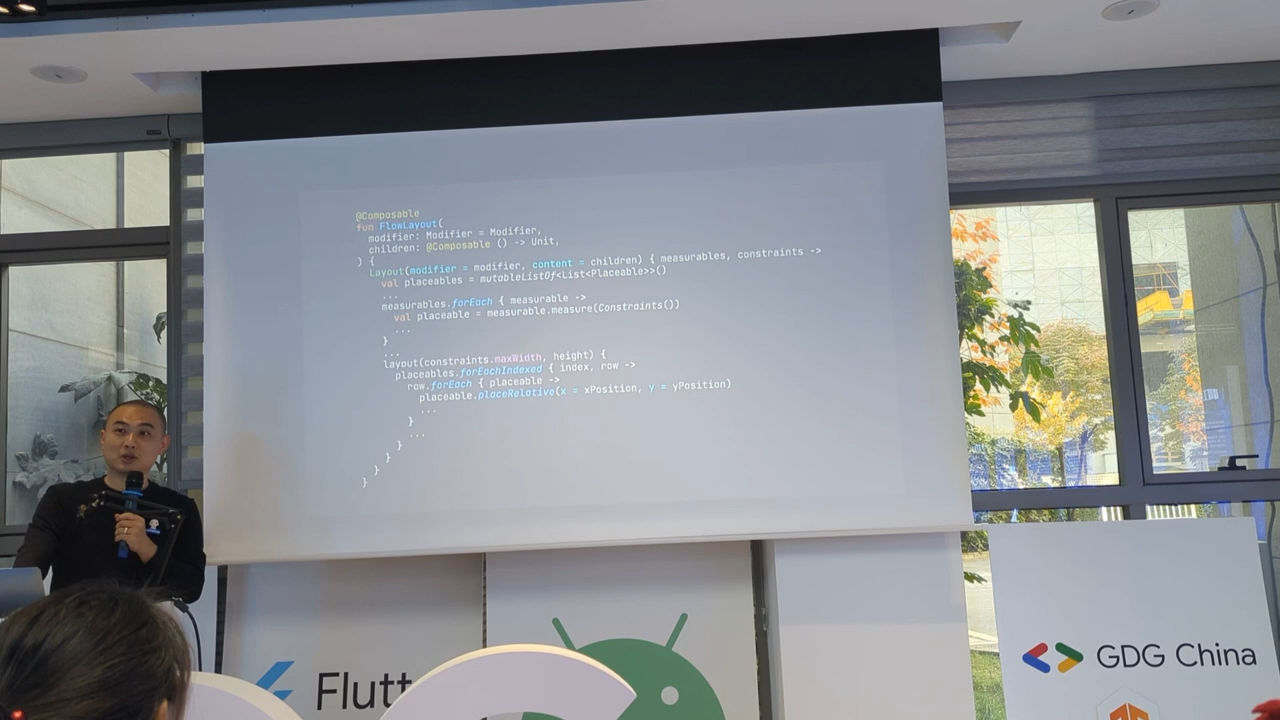 @Composable
fun FlowLayout(
modifier: Modifier = Modifier,
children: @Composable () -> Unit,
) {
Layout(modifier = modifier, content = children) { measurables, constraints ->
val placeables = mutableListOf<List<Placeable>>()
...
measurables.forEach { measurable ->
val placeable = measurable.measure(Constraints())
...
}
...
layout(constraints.maxWidth, height) {
placeables.forEachIndexed { index, row ->
row.forEach { placeable ->
placeable.placeRelative(x = xPosition, y = yPosition)
...
}
...
}
}
}
}
Flutt
GDG China